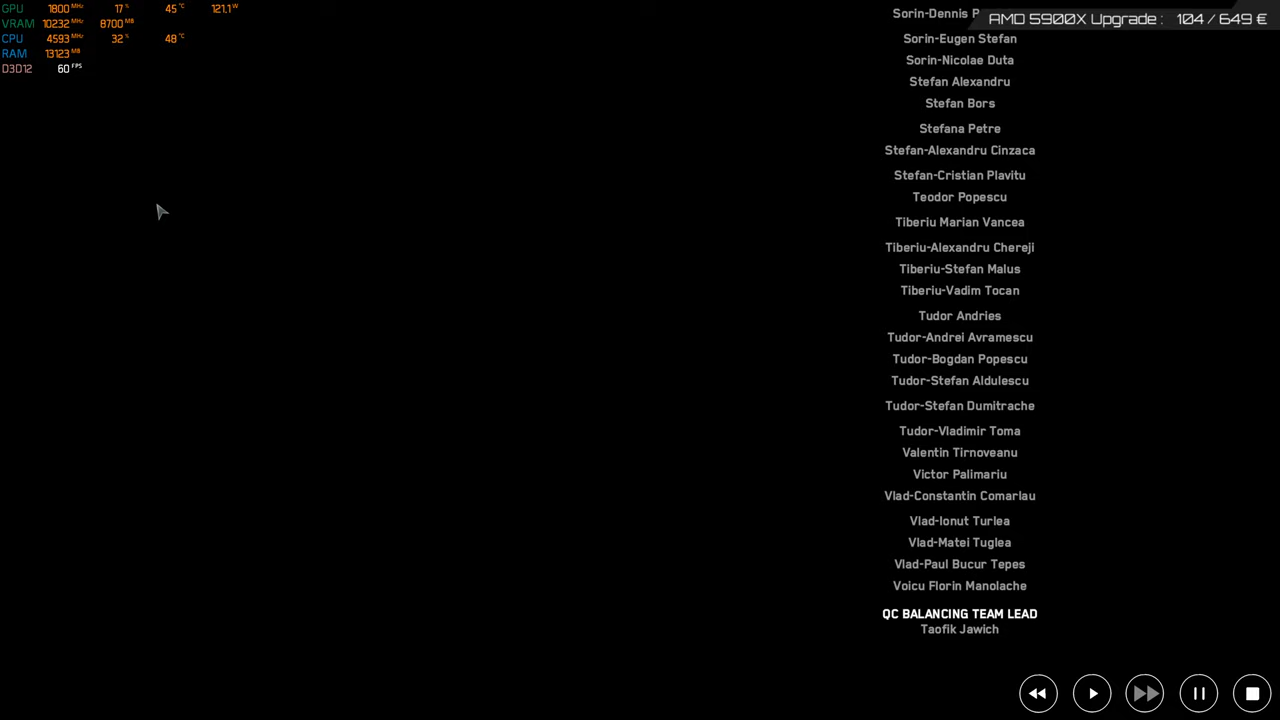 GPU 1800 MHz 17 % 45 °C 121.1 W
VRAM 10232 MHz 8700 MB
CPU 4593 MHz 32 % 48 °C
RAM 13123 MB
D3D12 60 FPS
AMD 5900X Upgrade : 104 / 649 €
Sorin-Dennis
Sorin-Eugen Stefan
Sorin-Nicolae Duta
Stefan Alexandru
Stefan Bors
Stefana Petre
Stefan-Alexandru Cinzaca
Stefan-Cristian Plavitu
Teodor Popescu
Tiberiu Marian Vancea
Tiberiu-Alexandru Chereji
Tiberiu-Stefan Malus
Tiberiu-Vadim Tocan
Tudor Andries
Tudor-Andrei Avramescu
Tudor-Bogdan Popescu
Tudor-Stefan Aldulescu
Tudor-Stefan Dumitrache
Tudor-Vladimir Toma
Valentin Tirnoveanu
Victor Palimariu
Vlad-Constantin Comarlau
Vlad-Ionut Turlea
Vlad-Matei Tuglea
Vlad-Paul Bucur Tepes
Voicu Florin Manolache
QC BALANCING TEAM LEAD
Taofik Jawich